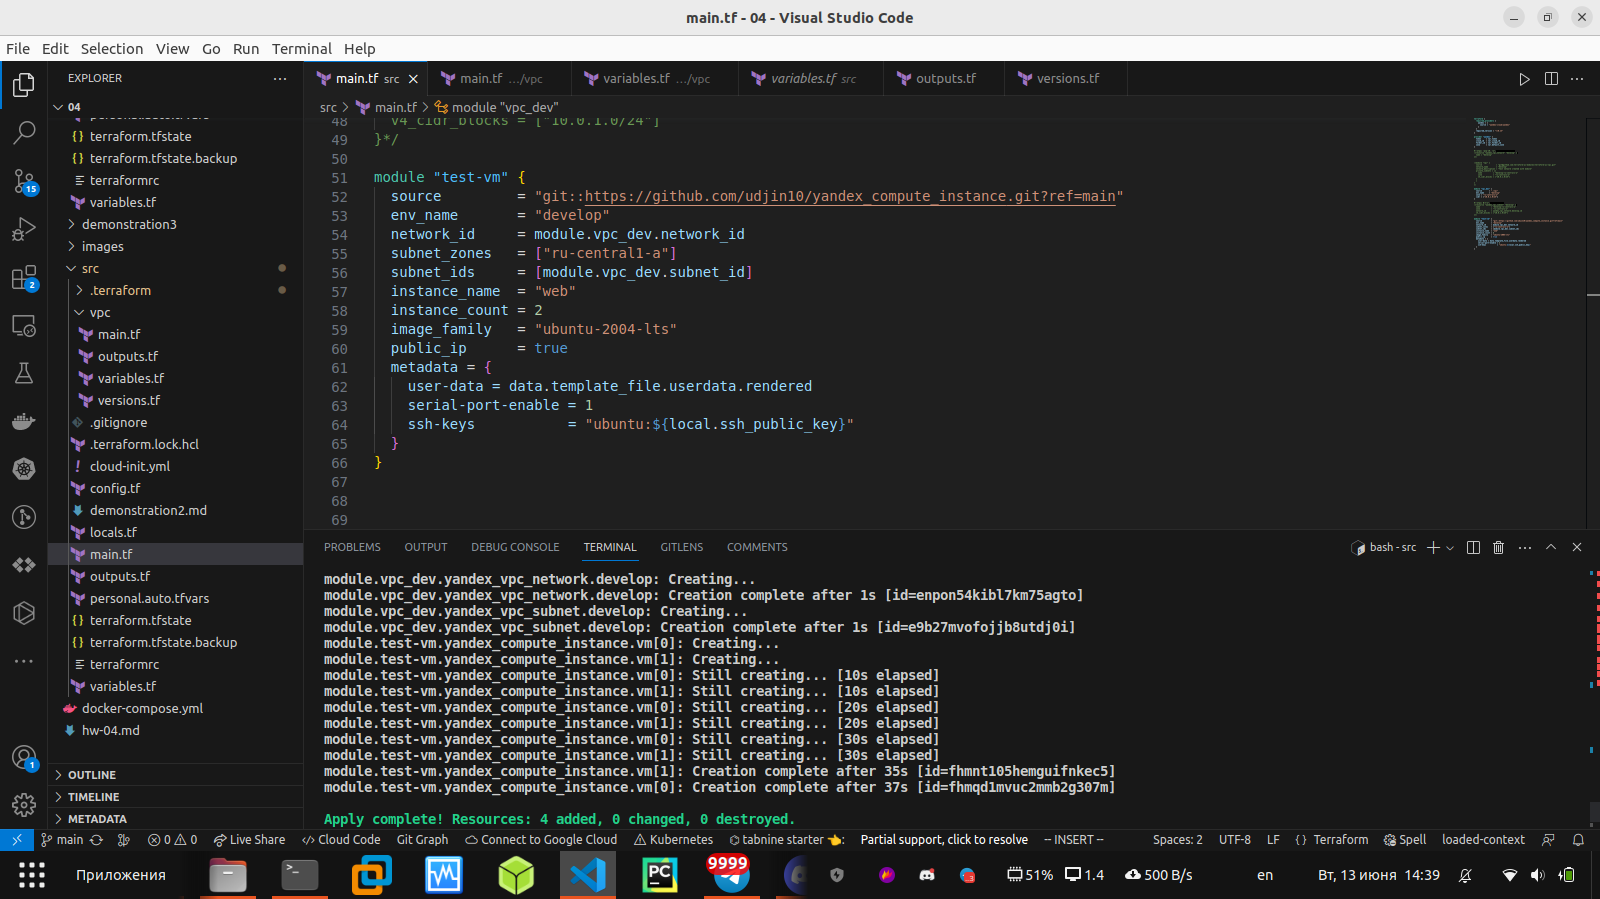 main.tf - 04 - Visual Studio Code
File Edit Selection View Go Run Terminal Help
EXPLORER
04
terraform.tfstate
terraform.tfstate.backup
terraformrc
variables.tf
demonstration3
images
src
.terraform
vpc
main.tf
outputs.tf
variables.tf
versions.tf
.gitignore
.terraform.lock.hcl
cloud-init.yml
config.tf
demonstration2.md
locals.tf
main.tf
outputs.tf
personal.auto.tfvars
terraform.tfstate
terraform.tfstate.backup
terraformrc
variables.tf
docker-compose.yml
hw-04.md
OUTLINE
TIMELINE
METADATA
15
2
1
main.tf src main.tf .../vpc variables.tf .../vpc variables.tf src outputs.tf versions.tf
src > main.tf > module "vpc_dev"
48 v4_cidr_blocks = ["10.0.1.0/24"]
49 }*/
50
51 module "test-vm" {
52 source = "git::https://github.com/udjin10/yandex_compute_instance.git?ref=main"
53 env_name = "develop"
54 network_id = module.vpc_dev.network_id
55 subnet_zones = ["ru-central1-a"]
56 subnet_ids = [module.vpc_dev.subnet_id]
57 instance_name = "web"
58 instance_count = 2
59 image_family = "ubuntu-2004-lts"
60 public_ip = true
61 metadata = {
62 user-data = data.template_file.userdata.rendered
63 serial-port-enable = 1
64 ssh-keys = "ubuntu:${local.ssh_public_key}"
65 }
66 }
67
68
69
PROBLEMS OUTPUT DEBUG CONSOLE TERMINAL GITLENS COMMENTS
bash - src
module.vpc_dev.yandex_vpc_network.develop: Creating...
module.vpc_dev.yandex_vpc_network.develop: Creation complete after 1s [id=enpon54kibl7km75agto]
module.vpc_dev.yandex_vpc_subnet.develop: Creating...
module.vpc_dev.yandex_vpc_subnet.develop: Creation complete after 1s [id=e9b27mvofojjb8utdj0i]
module.test-vm.yandex_compute_instance.vm[0]: Creating...
module.test-vm.yandex_compute_instance.vm[1]: Creating...
module.test-vm.yandex_compute_instance.vm[0]: Still creating... [10s elapsed]
module.test-vm.yandex_compute_instance.vm[1]: Still creating... [10s elapsed]
module.test-vm.yandex_compute_instance.vm[0]: Still creating... [20s elapsed]
module.test-vm.yandex_compute_instance.vm[1]: Still creating... [20s elapsed]
module.test-vm.yandex_compute_instance.vm[0]: Still creating... [30s elapsed]
module.test-vm.yandex_compute_instance.vm[1]: Still creating... [30s elapsed]
module.test-vm.yandex_compute_instance.vm[1]: Creation complete after 35s [id=fhmnt105hemguifnkec5]
module.test-vm.yandex_compute_instance.vm[0]: Creation complete after 37s [id=fhmqd1mvuc2mmb2g307m]
Apply complete! Resources: 4 added, 0 changed, 0 destroyed.
main 0 0 Live Share Cloud Code Git Graph Connect to Google Cloud Kubernetes tabnine starter Partial support, click to resolve -- INSERT -- Spaces: 2 UTF-8 LF Terraform Spell loaded-context
Приложения PC 9999 3 51% 1.4 500 B/s en Вт, 13 июня 14:39